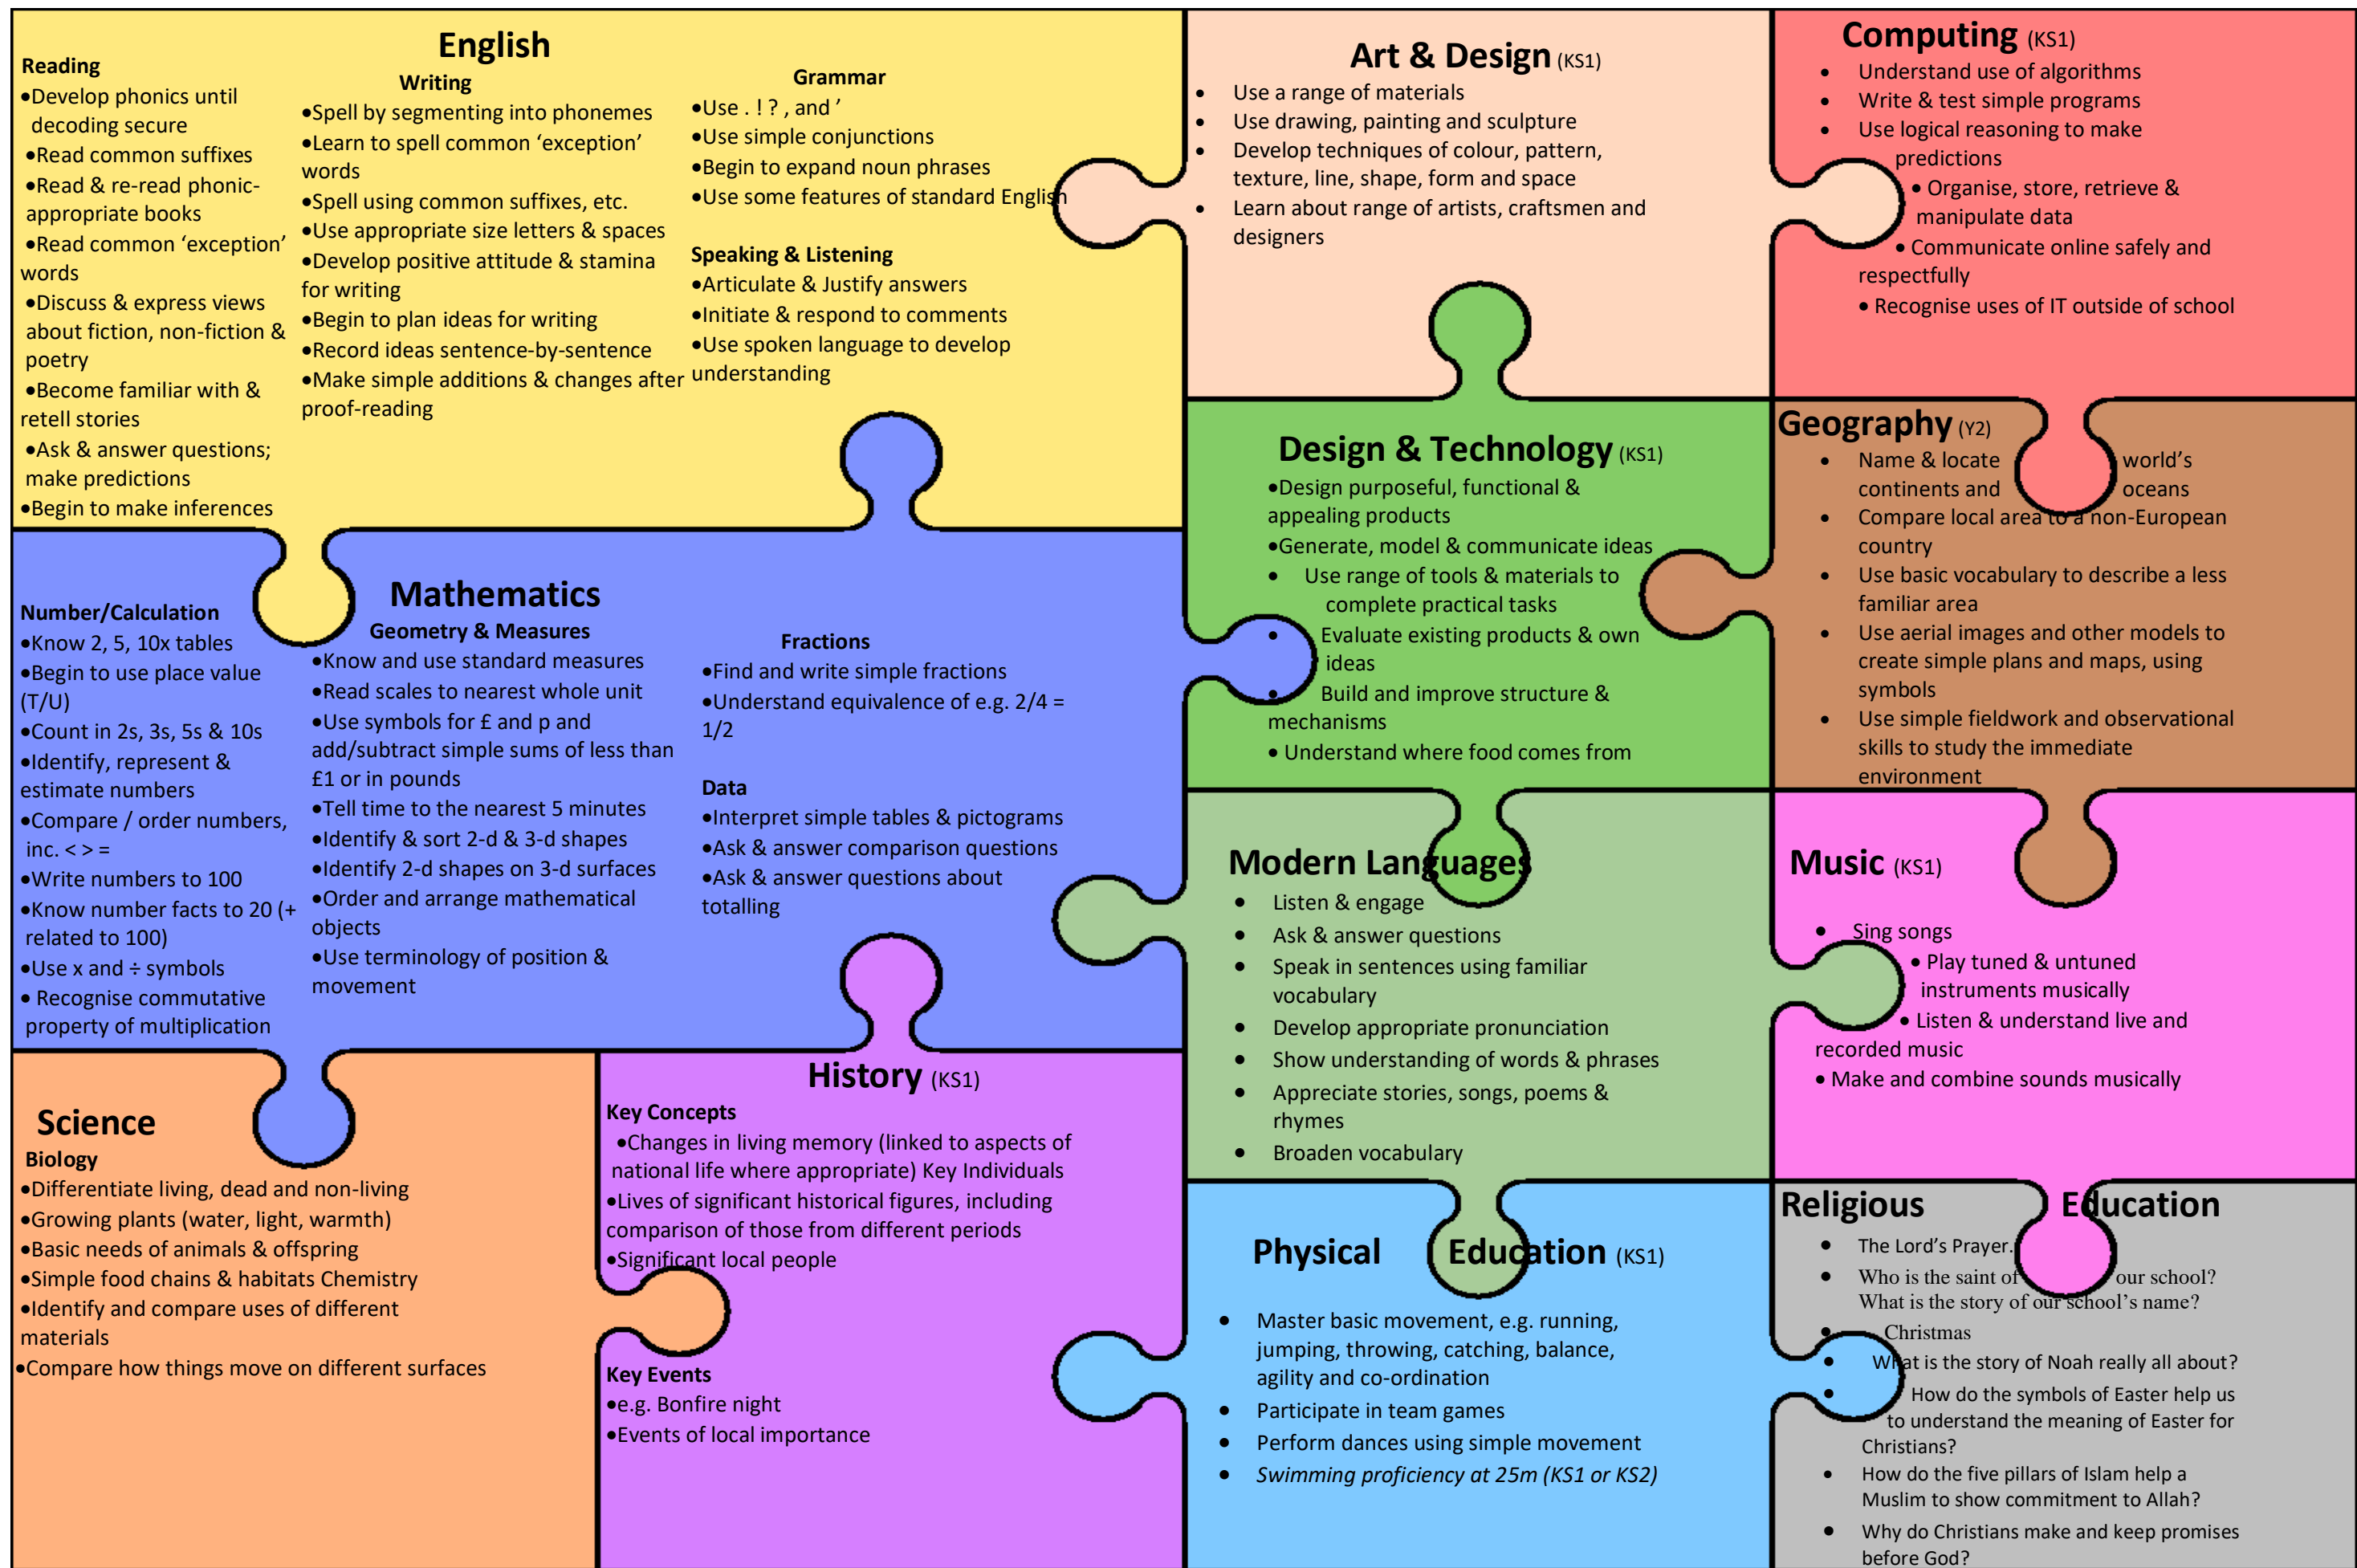 English
Reading
•Develop phonics until
decoding secure
•Read common suffixes
•Read & re-read phonic-
appropriate books
•Read common ‘exception’
words
•Discuss & express views
about fiction, non-fiction &
poetry
•Become familiar with &
retell stories
•Ask & answer questions;
make predictions
•Begin to make inferences
Writing
•Spell by segmenting into phonemes
•Learn to spell common ‘exception’
words
•Spell using common suffixes, etc.
•Use appropriate size letters & spaces
•Develop positive attitude & stamina
for writing
•Begin to plan ideas for writing
•Record ideas sentence-by-sentence
•Make simple additions & changes after
proof-reading
Grammar
•Use . ! ? , and ’
•Use simple conjunctions
•Begin to expand noun phrases
•Use some features of standard English
Speaking & Listening
•Articulate & Justify answers
•Initiate & respond to comments
•Use spoken language to develop
understanding
Art & Design (KS1)
• Use a range of materials
• Use drawing, painting and sculpture
• Develop techniques of colour, pattern,
texture, line, shape, form and space
• Learn about range of artists, craftsmen and
designers
Computing (KS1)
• Understand use of algorithms
• Write & test simple programs
• Use logical reasoning to make
predictions
• Organise, store, retrieve &
manipulate data
• Communicate online safely and
respectfully
• Recognise uses of IT outside of school
Mathematics
Number/Calculation
•Know 2, 5, 10x tables
•Begin to use place value
(T/U)
•Count in 2s, 3s, 5s & 10s
•Identify, represent &
estimate numbers
•Compare / order numbers,
inc. < > =
•Write numbers to 100
•Know number facts to 20 (+
related to 100)
•Use x and ÷ symbols
• Recognise commutative
property of multiplication
Geometry & Measures
•Know and use standard measures
•Read scales to nearest whole unit
•Use symbols for £ and p and
add/subtract simple sums of less than
£1 or in pounds
•Tell time to the nearest 5 minutes
•Identify & sort 2-d & 3-d shapes
•Identify 2-d shapes on 3-d surfaces
•Order and arrange mathematical
objects
•Use terminology of position &
movement
Fractions
•Find and write simple fractions
•Understand equivalence of e.g. 2/4 =
1/2
Data
•Interpret simple tables & pictograms
•Ask & answer comparison questions
•Ask & answer questions about
totalling
Design & Technology (KS1)
•Design purposeful, functional &
appealing products
•Generate, model & communicate ideas
• Use range of tools & materials to
complete practical tasks
• Evaluate existing products & own
ideas
• Build and improve structure &
mechanisms
• Understand where food comes from
Geography (Y2)
• Name & locate world’s
continents and oceans
• Compare local area to a non-European
country
• Use basic vocabulary to describe a less
familiar area
• Use aerial images and other models to
create simple plans and maps, using
symbols
• Use simple fieldwork and observational
skills to study the immediate
environment
Modern Languages
• Listen & engage
• Ask & answer questions
• Speak in sentences using familiar
vocabulary
• Develop appropriate pronunciation
• Show understanding of words & phrases
• Appreciate stories, songs, poems &
rhymes
• Broaden vocabulary
Music (KS1)
• Sing songs
• Play tuned & untuned
instruments musically
• Listen & understand live and
recorded music
• Make and combine sounds musically
Science
Biology
•Differentiate living, dead and non-living
•Growing plants (water, light, warmth)
•Basic needs of animals & offspring
•Simple food chains & habitats Chemistry
•Identify and compare uses of different
materials
•Compare how things move on different surfaces
History (KS1)
Key Concepts
•Changes in living memory (linked to aspects of
national life where appropriate) Key Individuals
•Lives of significant historical figures, including
comparison of those from different periods
•Significant local people
Key Events
•e.g. Bonfire night
•Events of local importance
Physical Education (KS1)
• Master basic movement, e.g. running,
jumping, throwing, catching, balance,
agility and co-ordination
• Participate in team games
• Perform dances using simple movement
• Swimming proficiency at 25m (KS1 or KS2)
Religious Education
• The Lord’s Prayer.
• Who is the saint of our school?
What is the story of our school’s name?
• Christmas
• What is the story of Noah really all about?
• How do the symbols of Easter help us
to understand the meaning of Easter for
Christians?
• How do the five pillars of Islam help a
Muslim to show commitment to Allah?
• Why do Christians make and keep promises
before God?